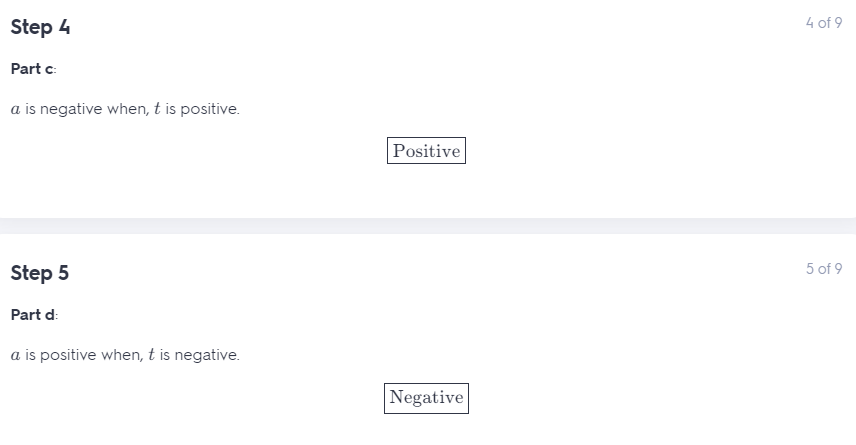 Step 4
4 of 9
Part c:
a is negative when, t is positive.
Positive
Step 5
5 of 9
Part d:
a is positive when, t is negative.
Negative